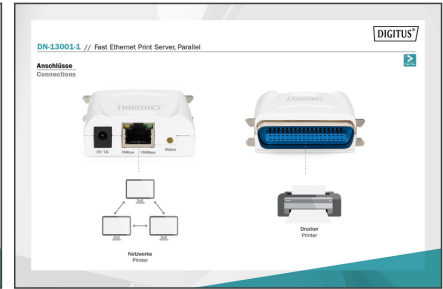 DIGITUS®
DN-13001-1 // Fast Ethernet Print Server, Parallel
Anschlüsse
Connections
DIGITUS
5V 1A
10Mbps 100Mbps
Status
Netzwerke
Printer
Drucker
Printer